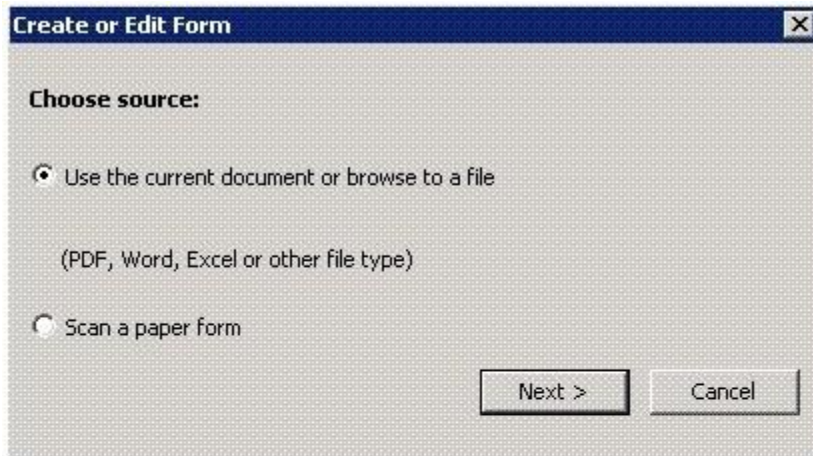 Create or Edit Form
Choose source:
Use the current document or browse to a file
(PDF, Word, Excel or other file type)
Scan a paper form
Next > Cancel